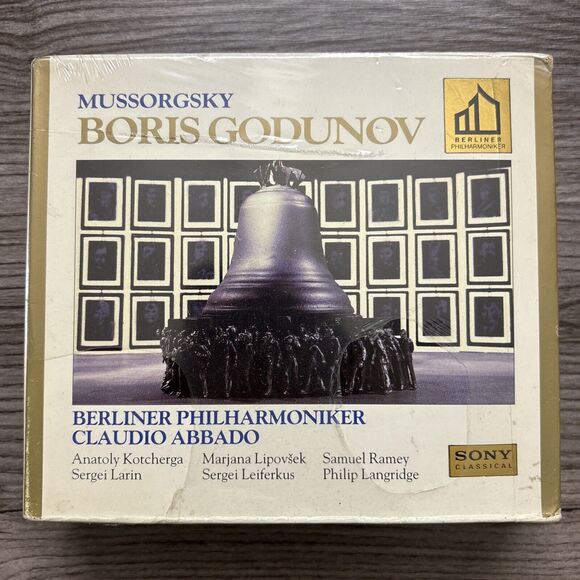 MUSSORGSKY
BORIS GODUNOV
BERLINER
PHILHARMONIKER
BERLINER PHILHARMONIKER
CLAUDIO ABBADO
Anatoly Kotcherga Marjana Lipovšek Samuel Ramey
Sergei Larin Sergei Leiferkus Philip Langridge
SONY
CLASSICAL